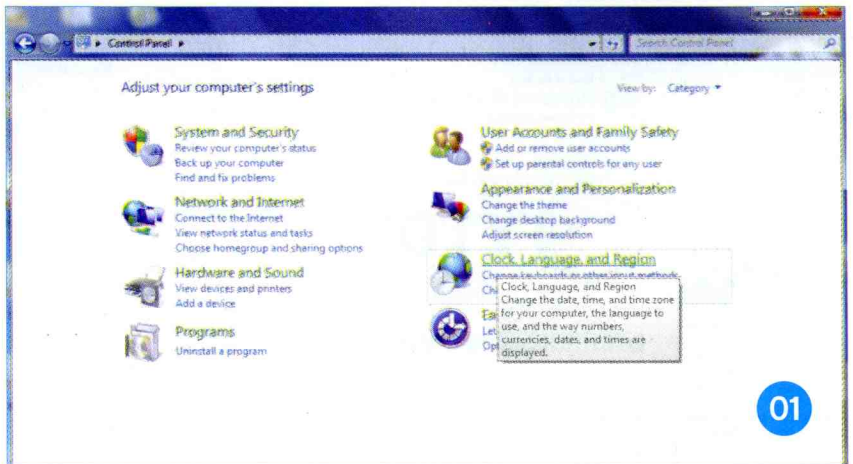 Control Panel
Search Control Panel
Adjust your computer's settings
View by: Category
System and Security
Review your computer's status
Back up your computer
Find and fix problems
Network and Internet
Connect to the Internet
View network status and tasks
Choose homegroup and sharing options
Hardware and Sound
View devices and printers
Add a device
Programs
Uninstall a program
User Accounts and Family Safety
Add or remove user accounts
Set up parental controls for any user
Appearance and Personalization
Change the theme
Change desktop background
Adjust screen resolution
Clock, Language, and Region
Change keyboards or other input methods
Clock, Language, and Region
Change the date, time, and time zone
for your computer, the language to
use, and the way numbers,
currencies, dates, and times are
displayed.
01